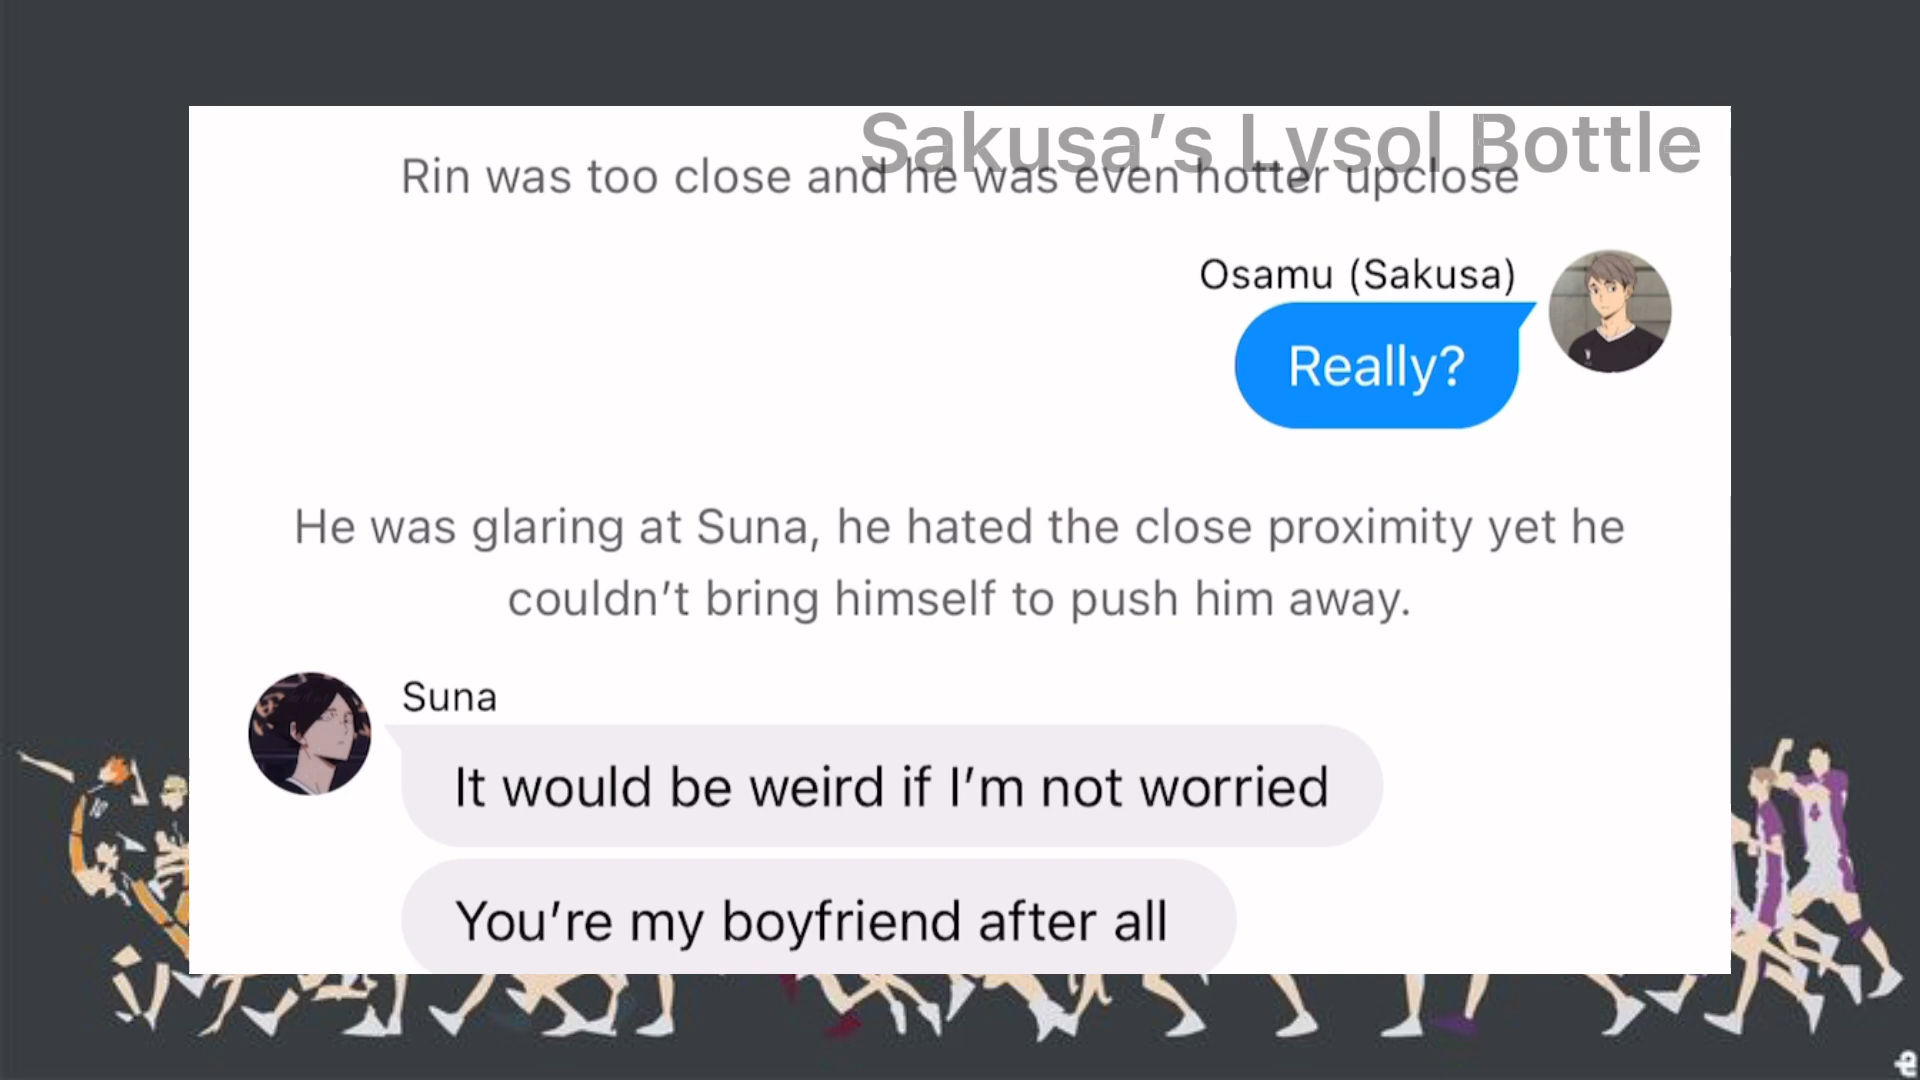 Sakusa’s Lysol Bottle
Rin was too close and he was even hotter upclose
Osamu (Sakusa)
Really?
He was glaring at Suna, he hated the close proximity yet he
couldn’t bring himself to push him away.
Suna
It would be weird if I’m not worried
You’re my boyfriend after all